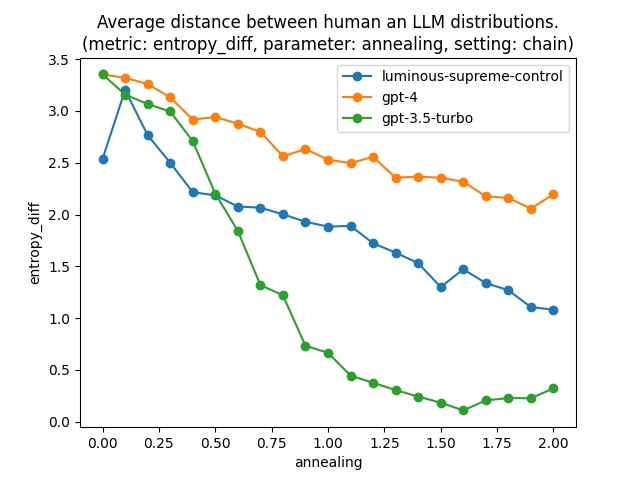 Average distance between human an LLM distributions.
(metric: entropy_diff, parameter: annealing, setting: chain)
luminous-supreme-control
gpt-4
gpt-3.5-turbo
entropy_diff
3.5
3.0
2.5
2.0
1.5
1.0
0.5
0.0
0.00 0.25 0.50 0.75 1.00 1.25 1.50 1.75 2.00
annealing